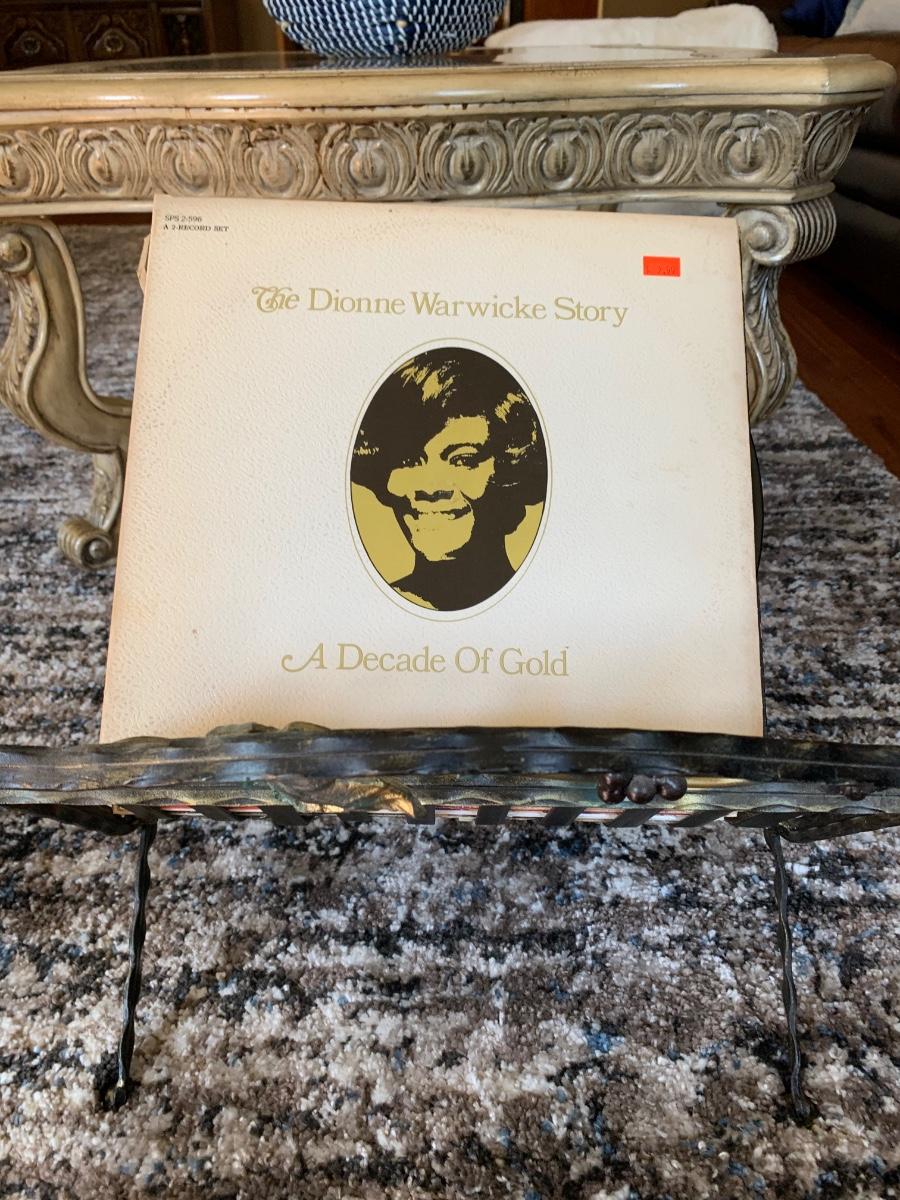 SPS 2-596
A 2-RECORD SET
The Dionne Warwicke Story
A Decade Of Gold